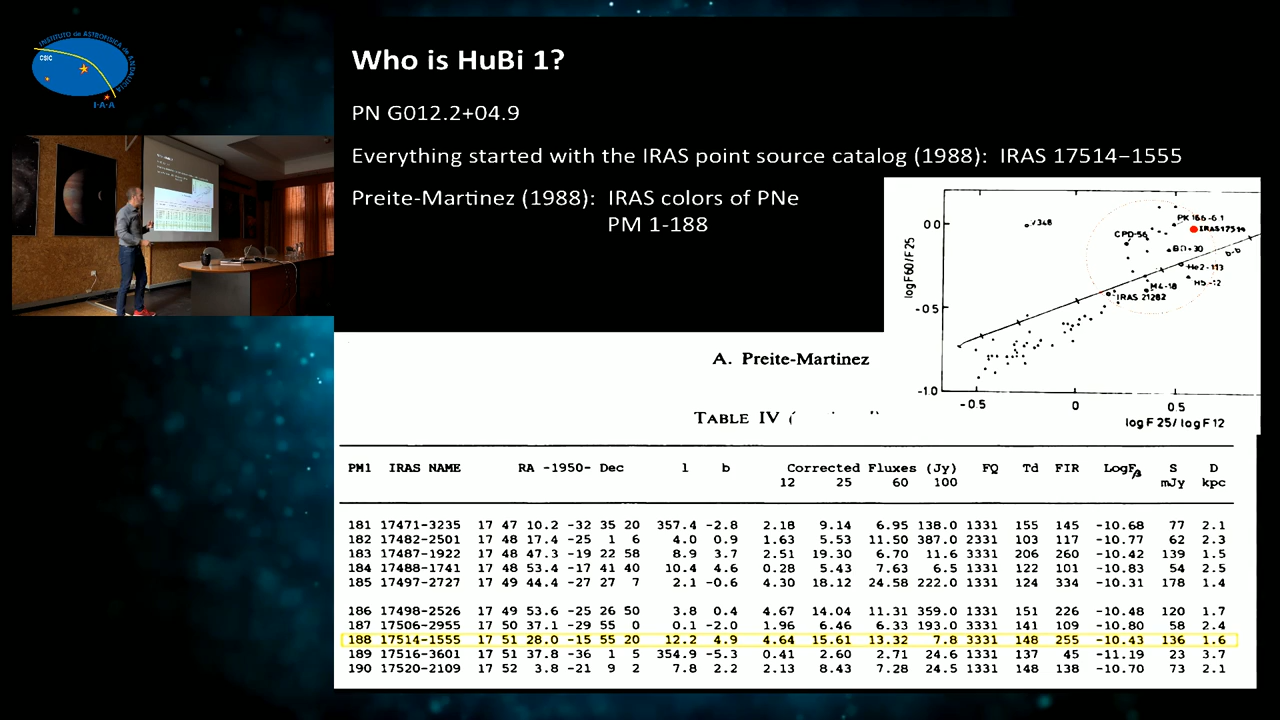 INSTITUTO de ASTROFISICA de ANDALUCIA
CSIC
I·A·A
Who is HuBi 1?
PN G012.2+04.9
Everything started with the IRAS point source catalog (1988): IRAS 17514−1555
Preite-Martinez (1988): IRAS colors of PNe
PM 1-188
log F60/F25
0.0
-0.5
-1.0
V348
CPD-56
PK 166-6.1
IRAS 17514
BD+30
b-b
He2-113
M4-18
H5-12
IRAS 21282
-0.5 0 0.5
log F 25/ log F 12
A. Preite-Martinez
TABLE IV (
PM1 IRAS NAME RA -1950- Dec l b Corrected Fluxes (Jy) FQ Td FIR LogFβ S D
12 25 60 100 mJy kpc
181 17471-3235 17 47 10.2 -32 35 20 357.4 -2.8 2.18 9.14 6.95 138.0 1331 155 145 -10.68 77 2.1
182 17482-2501 17 48 17.4 -25 1 6 4.0 0.9 1.63 5.53 11.50 387.0 2331 103 117 -10.77 62 2.3
183 17487-1922 17 48 47.3 -19 22 58 8.9 3.7 2.51 19.30 6.70 11.6 3331 206 260 -10.42 139 1.5
184 17488-1741 17 48 53.4 -17 41 40 10.4 4.6 0.28 5.43 7.63 6.5 1331 122 101 -10.83 54 2.5
185 17497-2727 17 49 44.4 -27 27 7 2.1 -0.6 4.30 18.12 24.58 222.0 1331 124 334 -10.31 178 1.4
186 17498-2526 17 49 53.6 -25 26 50 3.8 0.4 4.67 14.04 11.31 359.0 1331 151 226 -10.48 120 1.7
187 17506-2955 17 50 37.1 -29 55 0 0.1 -2.0 1.96 6.46 6.33 193.0 1331 141 109 -10.80 58 2.4
188 17514-1555 17 51 28.0 -15 55 20 12.2 4.9 4.64 15.61 13.32 7.8 3331 148 255 -10.43 136 1.6
189 17516-3601 17 51 37.8 -36 1 5 354.9 -5.3 0.41 2.60 2.71 24.6 1331 137 45 -11.19 23 3.7
190 17520-2109 17 52 3.8 -21 9 2 7.8 2.2 2.13 8.43 7.28 24.5 1331 148 138 -10.70 73 2.1